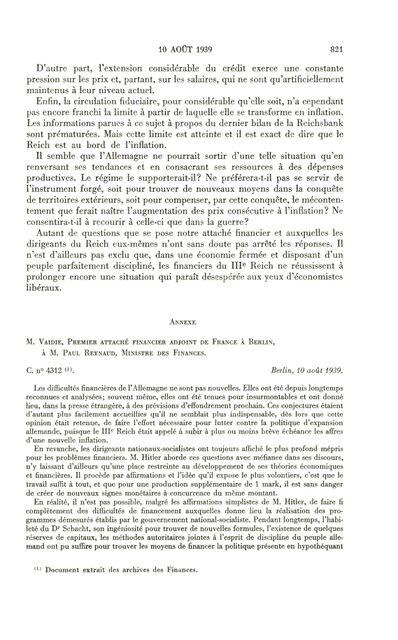 10 AOÛT 1939 821
D'autre part, l'extension considérable du crédit exerce une constante
pression sur les prix et, partant, sur les salaires, qui ne sont qu'artificiellement
maintenus à leur niveau actuel.
Enfin, la circulation fiduciaire, pour considérable qu'elle soit, n'a cependant
pas encore franchi la limite à partir de laquelle elle se transforme en inflation.
Les informations parues à ce sujet à propos du dernier bilan de la Reichsbank
sont prématurées. Mais cette limite est atteinte et il est exact de dire que le
Reich est au bord de l'inflation.
Il semble que l'Allemagne ne pourrait sortir d'une telle situation qu'en
renversant ses tendances et en consacrant ses ressources à des dépenses
productives. Le régime le supporterait-il? Ne préférera-t-il pas se servir de
l'instrument forgé, soit pour trouver de nouveaux moyens dans la conquête
de territoires extérieurs, soit pour compenser, par cette conquête, le méconten-
tement que ferait naître l'augmentation des prix consécutive à l'inflation? Ne
consentira-t-il à recourir à celle-ci que dans la guerre?
Autant de questions que se pose notre attaché financier et auxquelles les
dirigeants du Reich eux-mêmes n'ont sans doute pas arrêté les réponses. Il
n'est d'ailleurs pas exclu que, dans une économie fermée et disposant d'un
peuple parfaitement discipliné, les financiers du IIIe Reich ne réussissent à
prolonger encore une situation qui paraît désespérée aux yeux d'économistes
libéraux.
ANNEXE
M. VAIDIE, PREMIER ATTACHÉ FINANCIER ADJOINT DE FRANCE À BERLIN,
À M. PAUL REYNAUD, MINISTRE DES FINANCES.
C. nº 4312 (1). Berlin, 10 août 1939.
Les difficultés financières de l'Allemagne ne sont pas nouvelles. Elles ont été depuis longtemps
reconnues et analysées; souvent même, elles ont été tenues pour insurmontables et ont donné
lieu, dans la presse étrangère, à des prévisions d'effondrement prochain. Ces conjectures étaient
d'autant plus facilement accueillies qu'il ne semblait plus indispensable, dès lors que cette
opinion était retenue, de faire l'effort nécessaire pour lutter contre la politique d'expansion
allemande, puisque le IIIe Reich était appelé à subir à plus ou moins brève échéance les affres
d'une nouvelle inflation.
En revanche, les dirigeants nationaux-socialistes ont toujours affiché le plus profond mépris
pour les problèmes financiers. M. Hitler aborde ces questions avec méfiance dans ses discours,
n'y laissant d'ailleurs qu'une place restreinte au développement de ses théories économiques
et financières. Il procède par affirmations et l'idée qu'il expose le plus volontiers, c'est que le
travail suffit à tout, et que pour une production supplémentaire de 1 mark, il est sans danger
de créer de nouveaux signes monétaires à concurrence du même montant.
En réalité, il n'est pas possible, malgré les affirmations simplistes de M. Hitler, de faire fi
complètement des difficultés de financement auxquelles donne lieu la réalisation des pro-
grammes démesurés établis par le gouvernement national-socialiste. Pendant longtemps, l'habi-
leté du Dr Schacht, son ingéniosité pour trouver de nouvelles formules, l'existence de quelques
réserves de capitaux, les méthodes autoritaires jointes à l'esprit de discipline du peuple alle-
mand ont pu suffire pour trouver les moyens de financer la politique présente en hypothéquant
(1) Document extrait des archives des Finances.